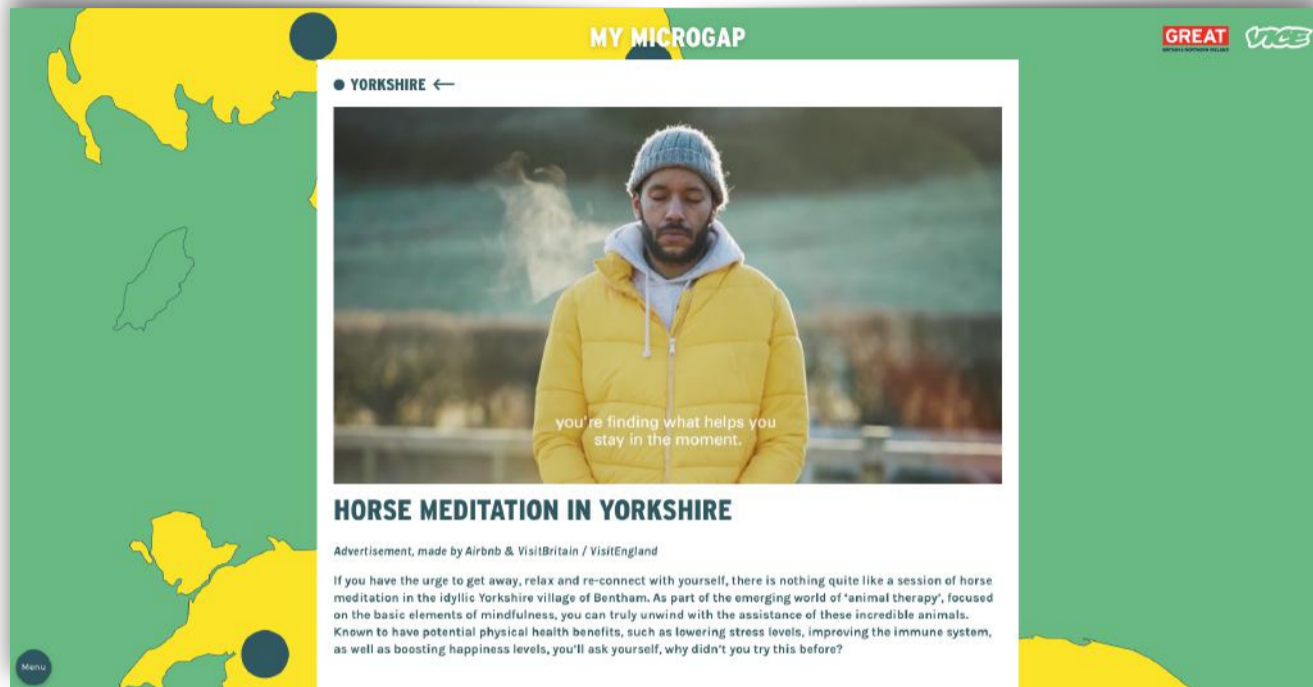 MY MICROGAP
GREAT
VICE
YORKSHIRE ←
you're finding what helps you
stay in the moment.
HORSE MEDITATION IN YORKSHIRE
Advertisement, made by Airbnb & VisitBritain / VisitEngland
If you have the urge to get away, relax and re-connect with yourself, there is nothing quite like a session of horse
meditation in the idyllic Yorkshire village of Bentham. As part of the emerging world of ‘animal therapy’, focused
on the basic elements of mindfulness, you can truly unwind with the assistance of these incredible animals.
Known to have potential physical health benefits, such as lowering stress levels, improving the immune system,
as well as boosting happiness levels, you’ll ask yourself, why didn’t you try this before?
Menu